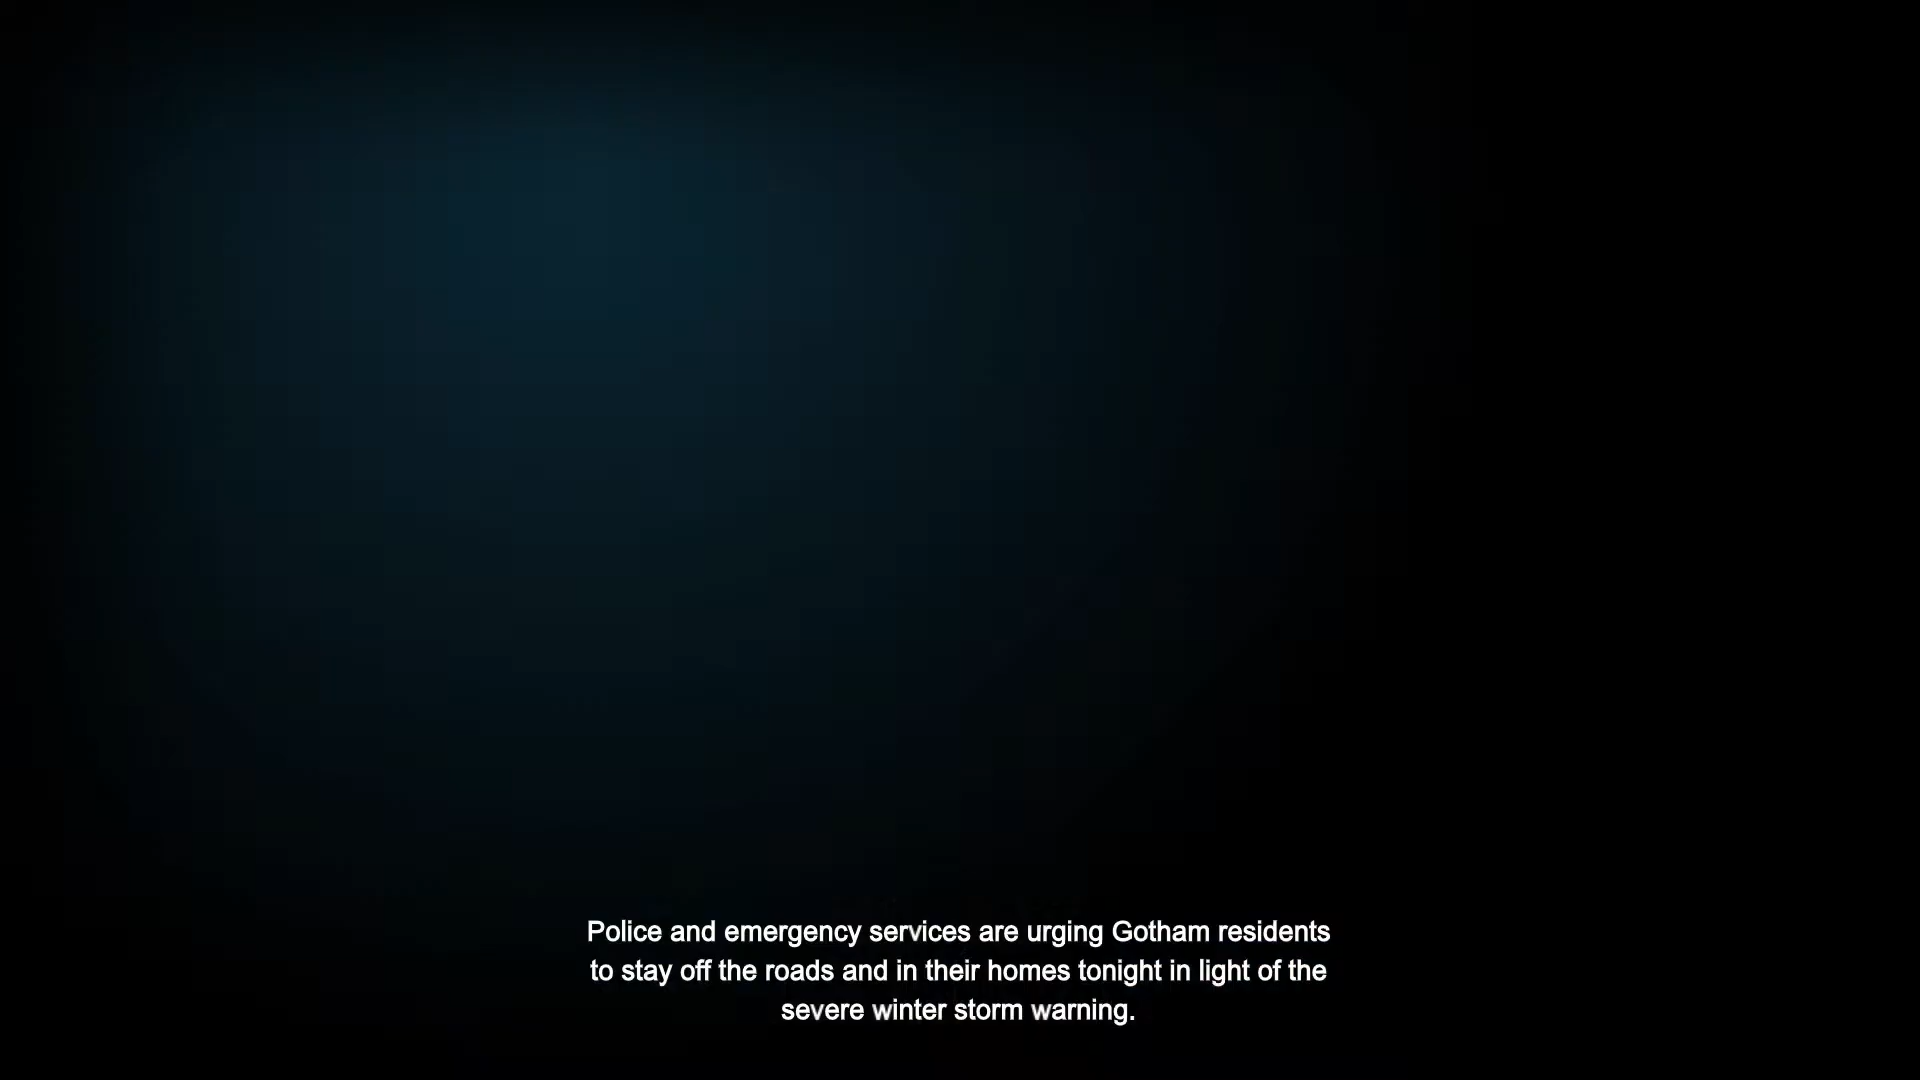 Police and emergency services are urging Gotham residents
to stay off the roads and in their homes tonight in light of the
severe winter storm warning.